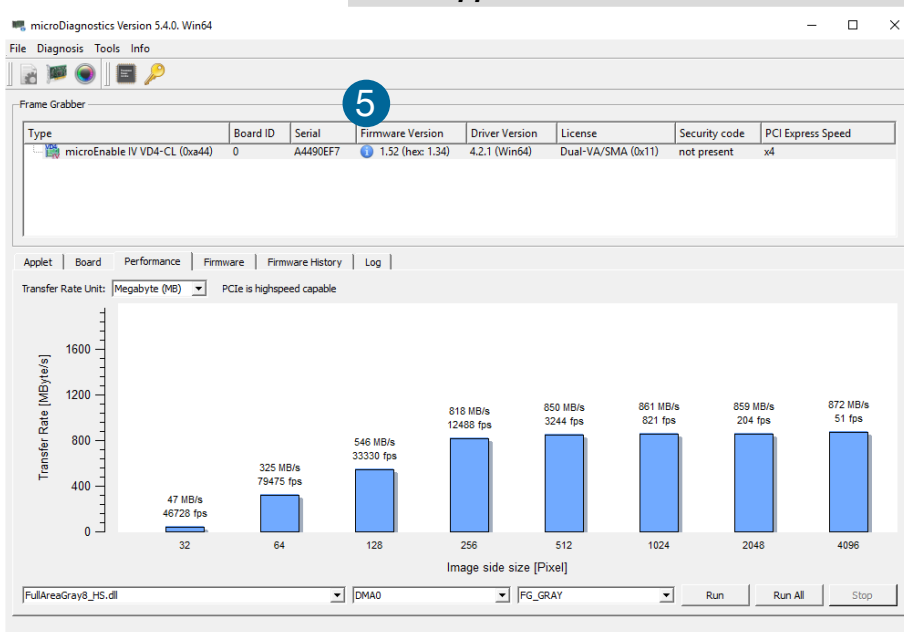 microDiagnostics Version 5.4.0. Win64
File Diagnosis Tools Info
5
Frame Grabber
Type Board ID Serial Firmware Version Driver Version License Security code PCI Express Speed
microEnable IV VD4-CL (0xa44) 0 A4490EF7 1.52 (hex: 1.34) 4.2.1 (Win64) Dual-VA/SMA (0x11) not present x4
Applet Board Performance Firmware Firmware History Log
Transfer Rate Unit: Megabyte (MB) PCIe is highspeed capable
Transfer Rate [MByte/s]
1600
1200
800
400
0
47 MB/s
46728 fps
325 MB/s
79475 fps
546 MB/s
33330 fps
818 MB/s
12488 fps
850 MB/s
3244 fps
861 MB/s
821 fps
859 MB/s
204 fps
872 MB/s
51 fps
32 64 128 256 512 1024 2048 4096
Image side size [Pixel]
FullAreaGray8_HS.dll DMA0 FG_GRAY Run Run All Stop